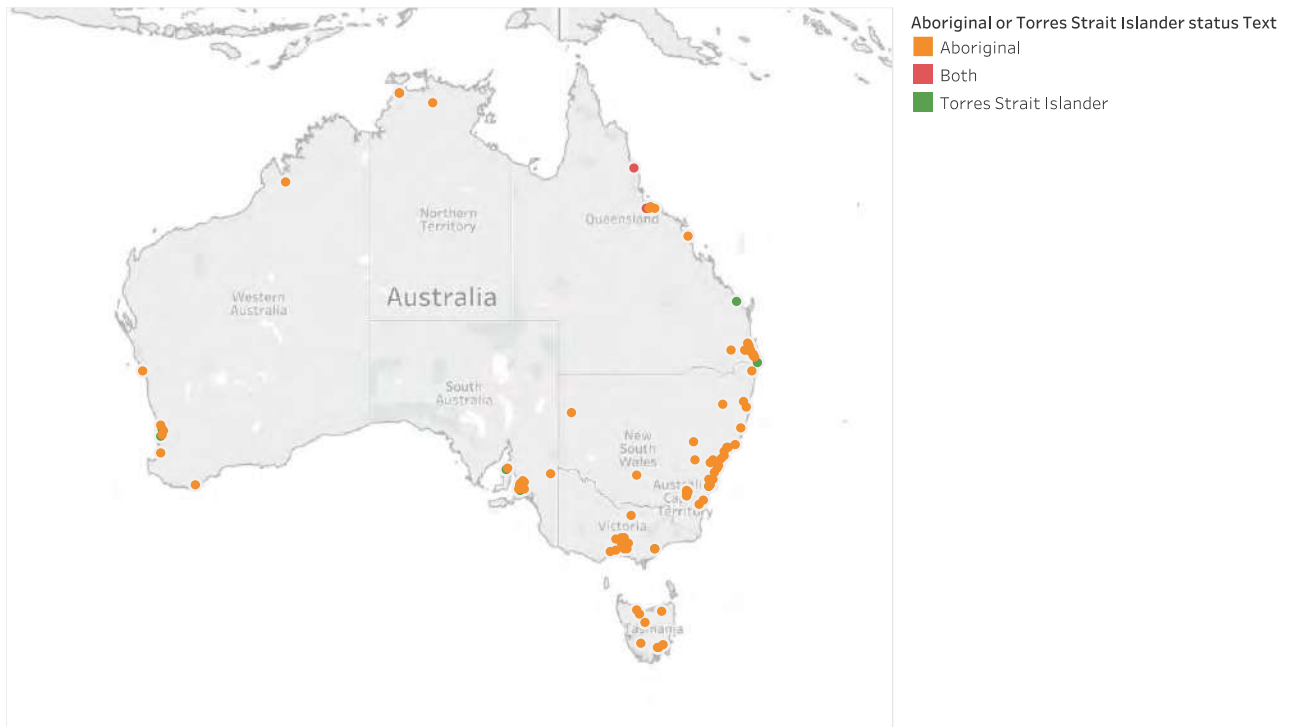 Aboriginal or Torres Strait Islander status Text
Aboriginal
Both
Torres Strait Islander
Northern
Territory
Queensland
Western
Australia
Australia
South
Australia
New
South
Wales
Victoria
Tasmania